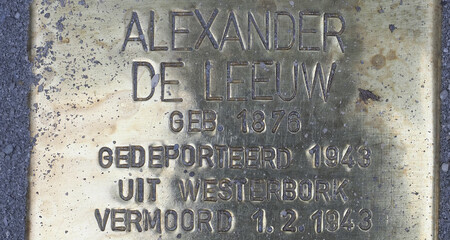 ALEXANDER
DE LEEUW
GEB. 1876
GEDEPORTEERD 1943
UIT WESTERBORK
VERMOORD 1.2.1943